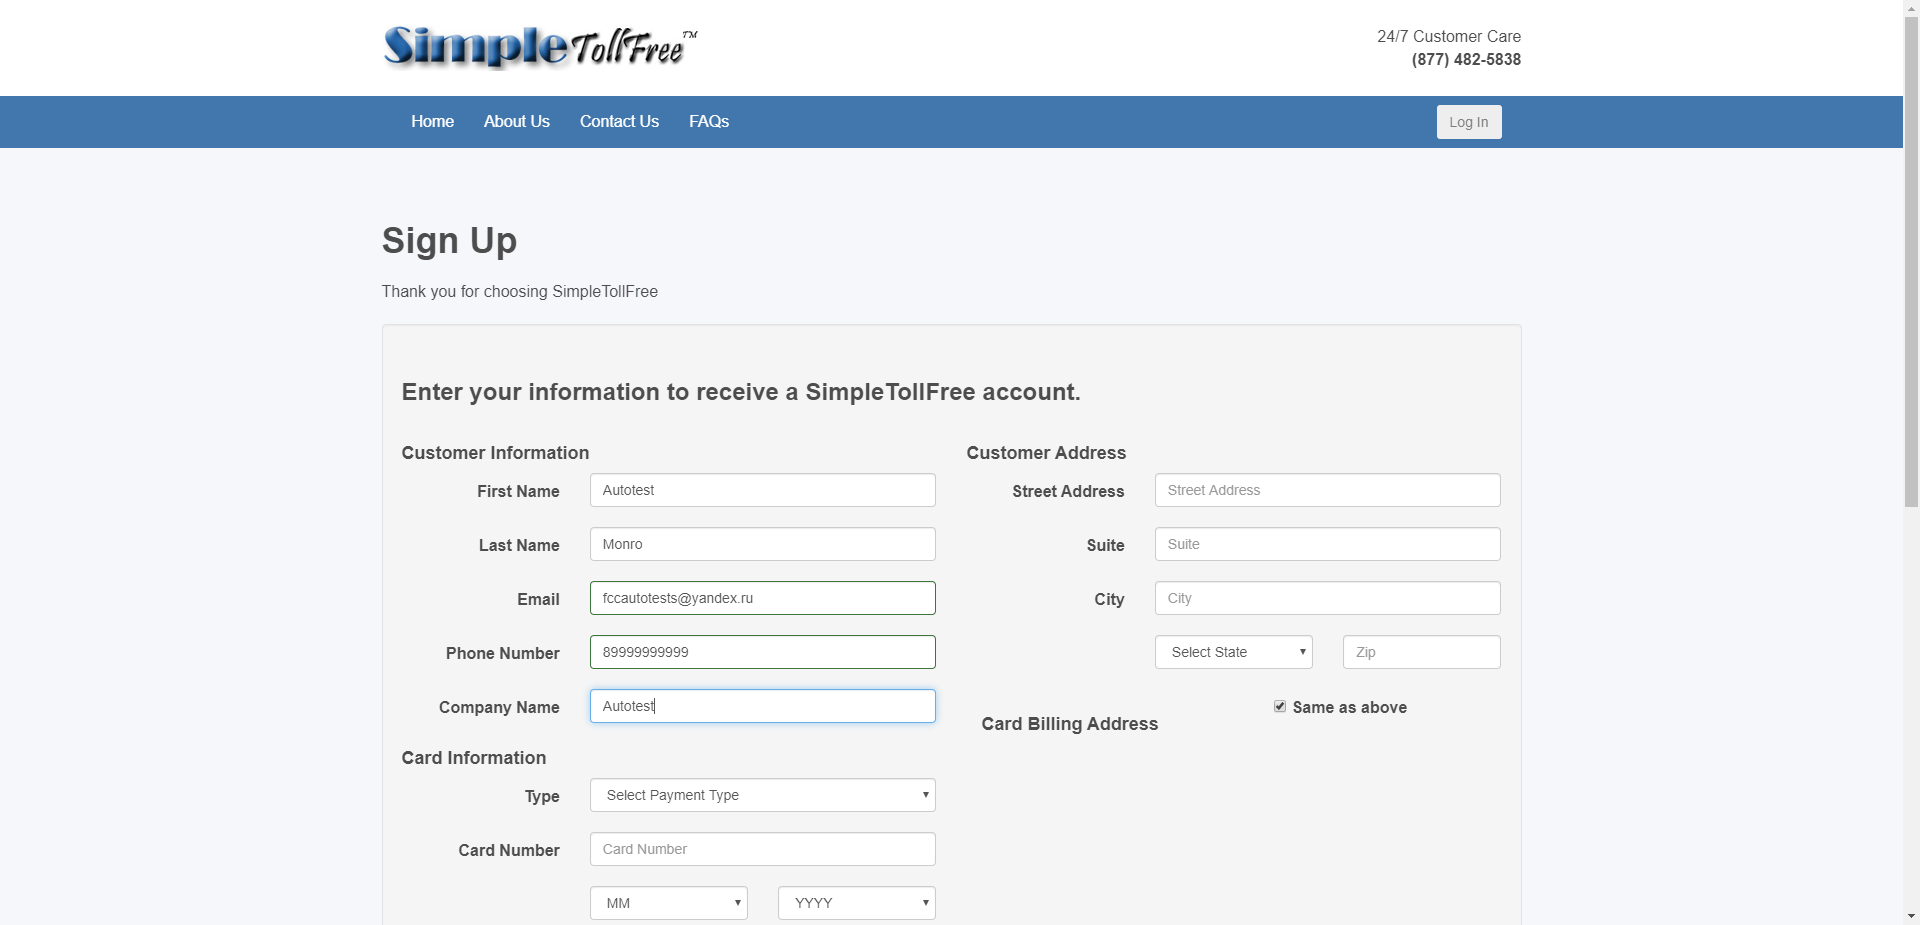 Simple TollFree™
24/7 Customer Care
(877) 482-5838
Home About Us Contact Us FAQs Log In
Sign Up
Thank you for choosing SimpleTollFree
Enter your information to receive a SimpleTollFree account.
Customer Information
First Name Autotest
Last Name Monro
Email fccautotests@yandex.ru
Phone Number 89999999999
Company Name Autotest
Card Information
Type Select Payment Type
Card Number Card Number
MM YYYY
Customer Address
Street Address Street Address
Suite Suite
City City
Select State Zip
Same as above
Card Billing Address